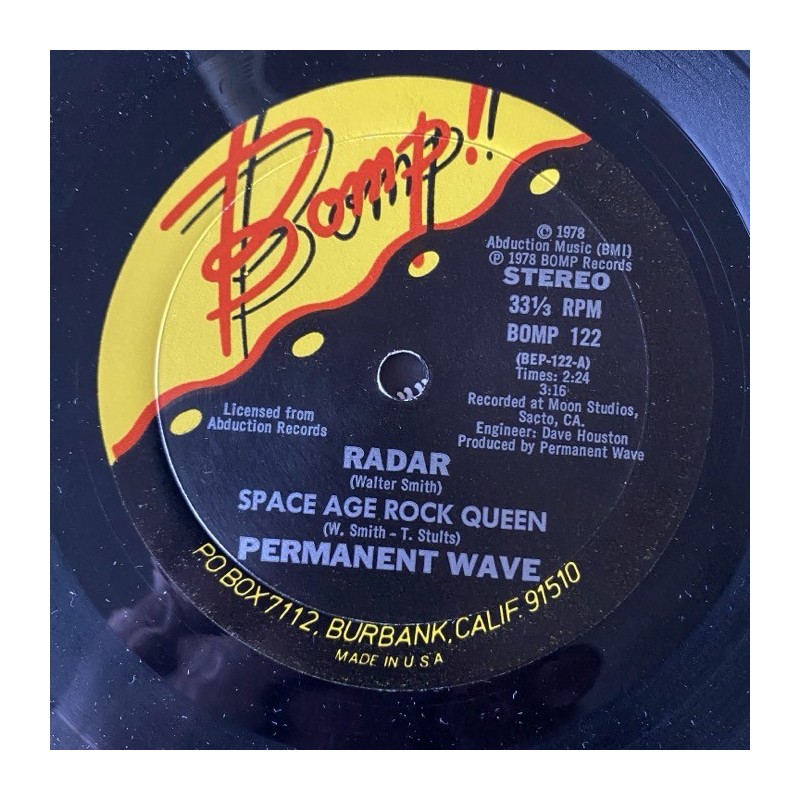 Bomp!!
© 1978
Abduction Music (BMI)
℗ 1978 BOMP Records
STEREO
33⅓ RPM
BOMP 122
(BEP-122-A)
Times: 2:24
3:16
Recorded at Moon Studios,
Sacto, CA.
Engineer: Dave Houston
Produced by Permanent Wave
Licensed from
Abduction Records
RADAR
(Walter Smith)
SPACE AGE ROCK QUEEN
(W. Smith - T. Stults)
PERMANENT WAVE
PO BOX 7112, BURBANK, CALIF. 91510
MADE IN U S A